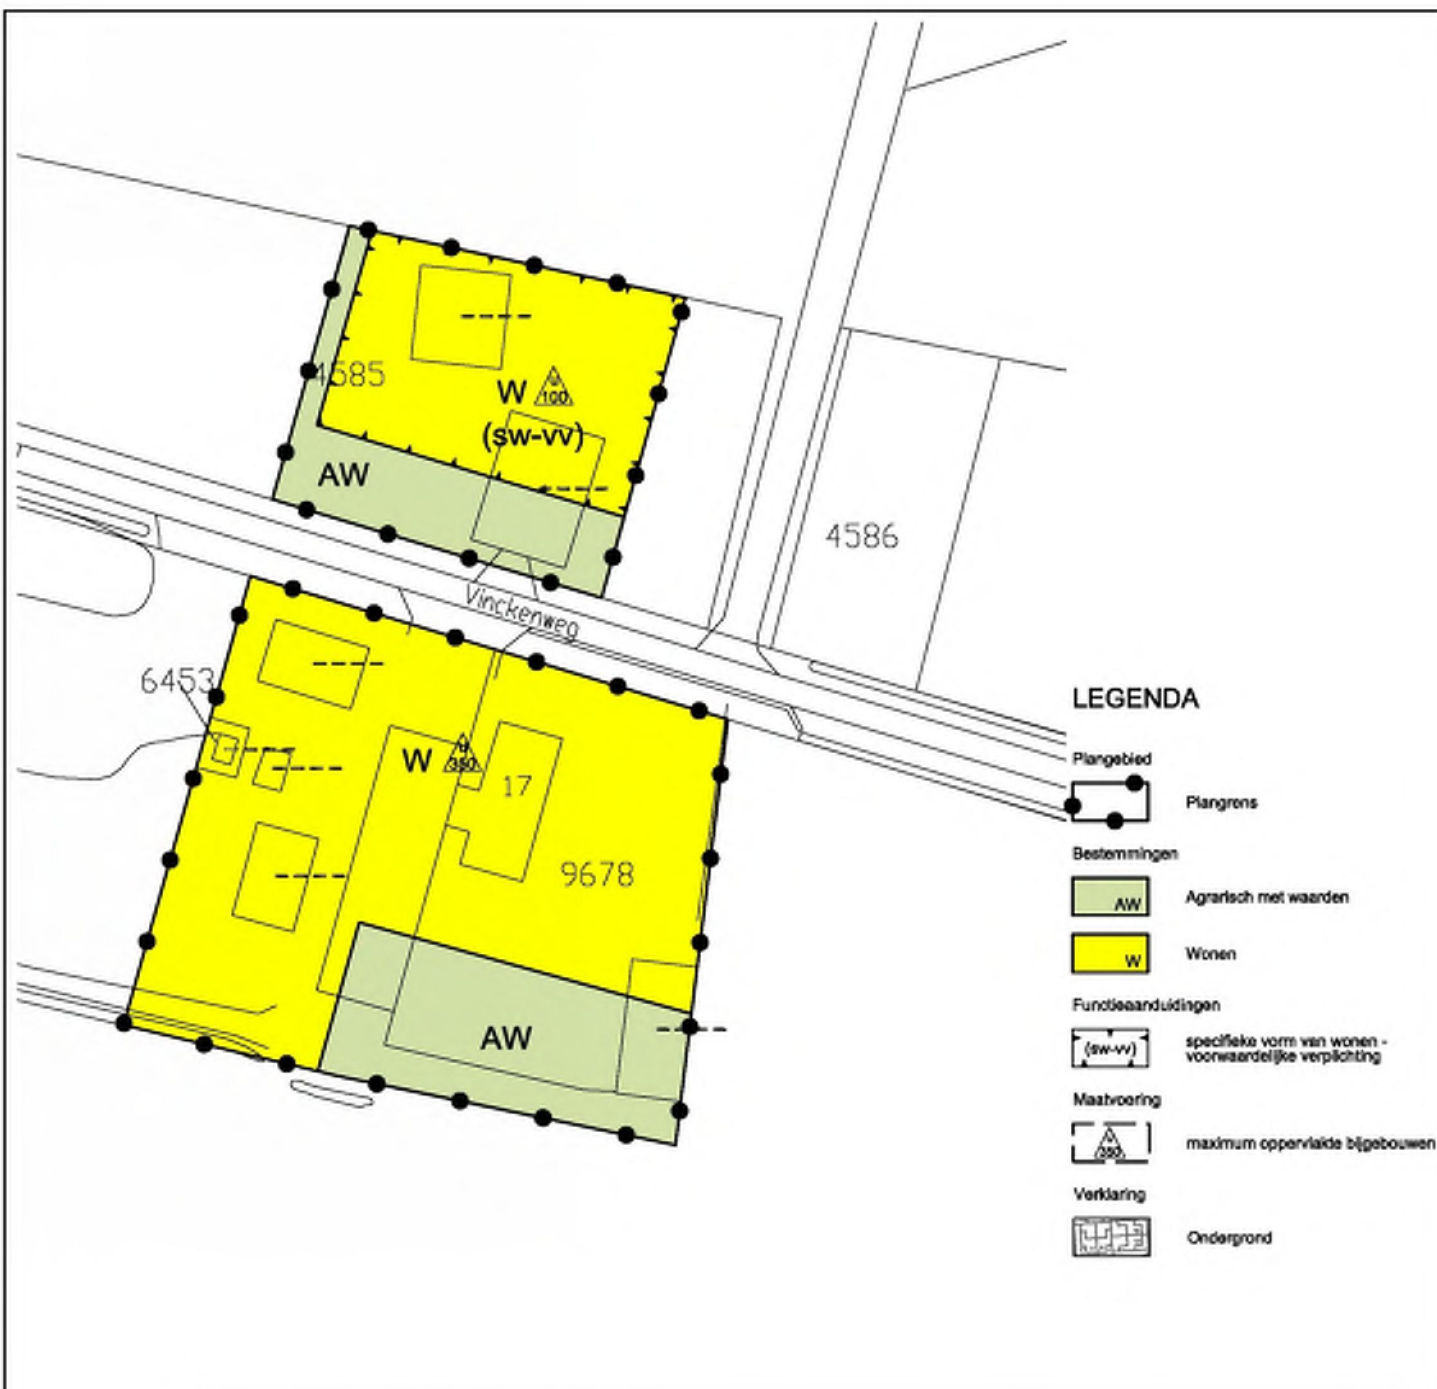 4585
W
100
(sw-vv)
AW
4586
Vinckenweg
6453
W
350
17
9678
AW
LEGENDA
Plangebied
Plangrens
Bestemmingen
AW
Agrarisch met waarden
W
Wonen
Functieaanduidingen
(sw-vv)
specifieke vorm van wonen -
voorwaardelijke verplichting
Maatvoering
350
maximum oppervlakte bijgebouwen
Verklaring
Ondergrond